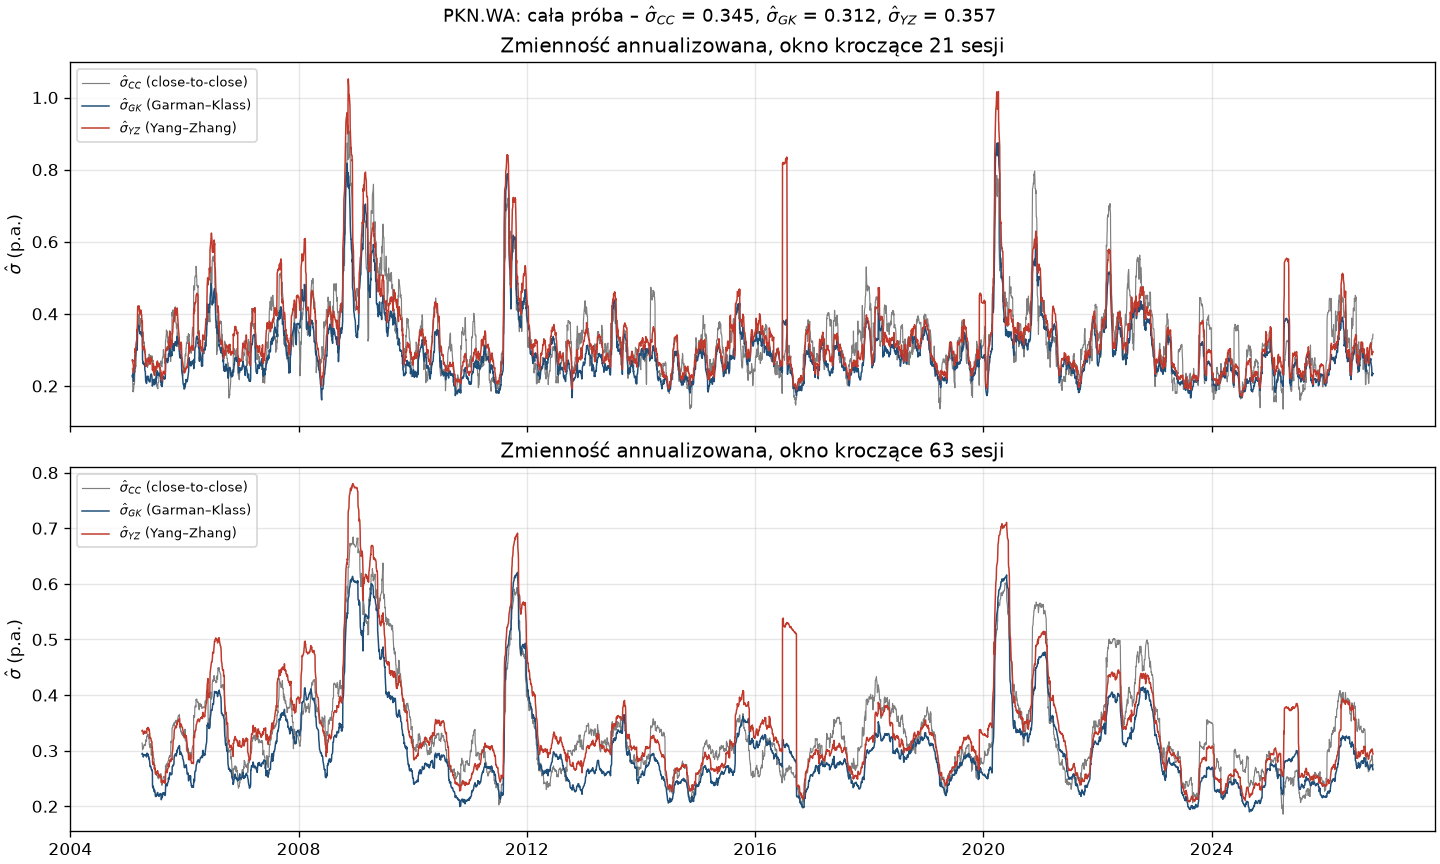 PKN.WA: cała próba – σ̂CC = 0.345, σ̂GK = 0.312, σ̂YZ = 0.357
Zmienność annualizowana, okno kroczące 21 sesji
σ̂CC (close-to-close)
σ̂GK (Garman–Klass)
σ̂YZ (Yang–Zhang)
σ̂ (p.a.)
1.0
0.8
0.6
0.4
0.2
Zmienność annualizowana, okno kroczące 63 sesji
σ̂CC (close-to-close)
σ̂GK (Garman–Klass)
σ̂YZ (Yang–Zhang)
σ̂ (p.a.)
0.8
0.7
0.6
0.5
0.4
0.3
0.2
2004 2008 2012 2016 2020 2024